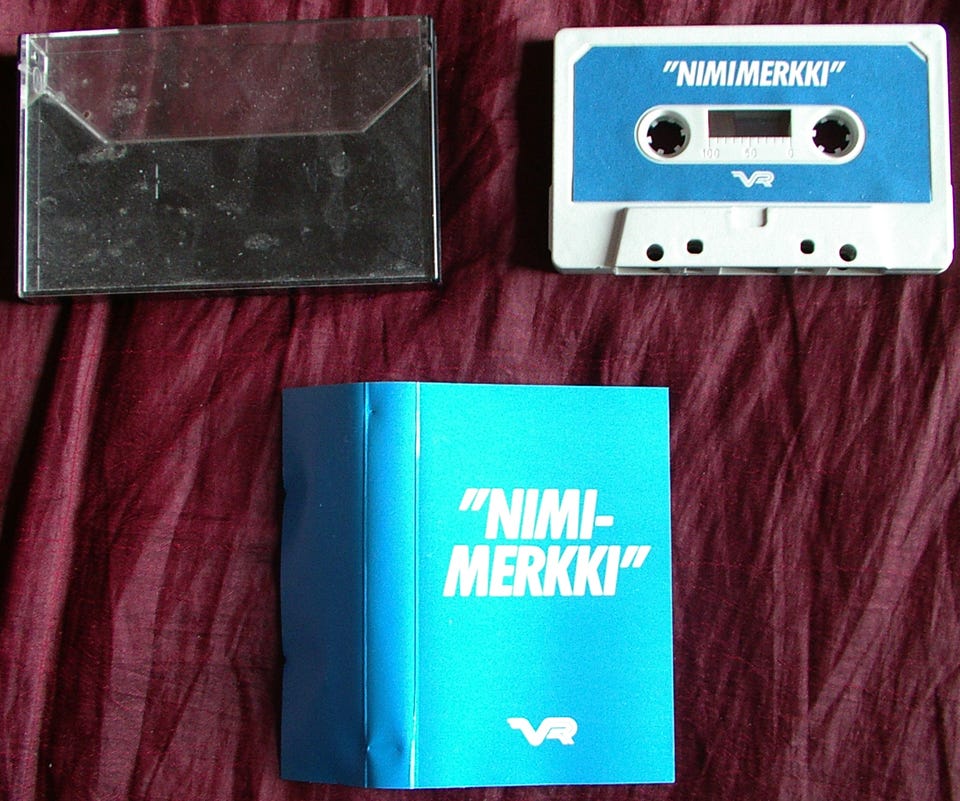 "NIMIMERKKI"
100 50 0
VR
"NIMI-
MERKKI"
VR